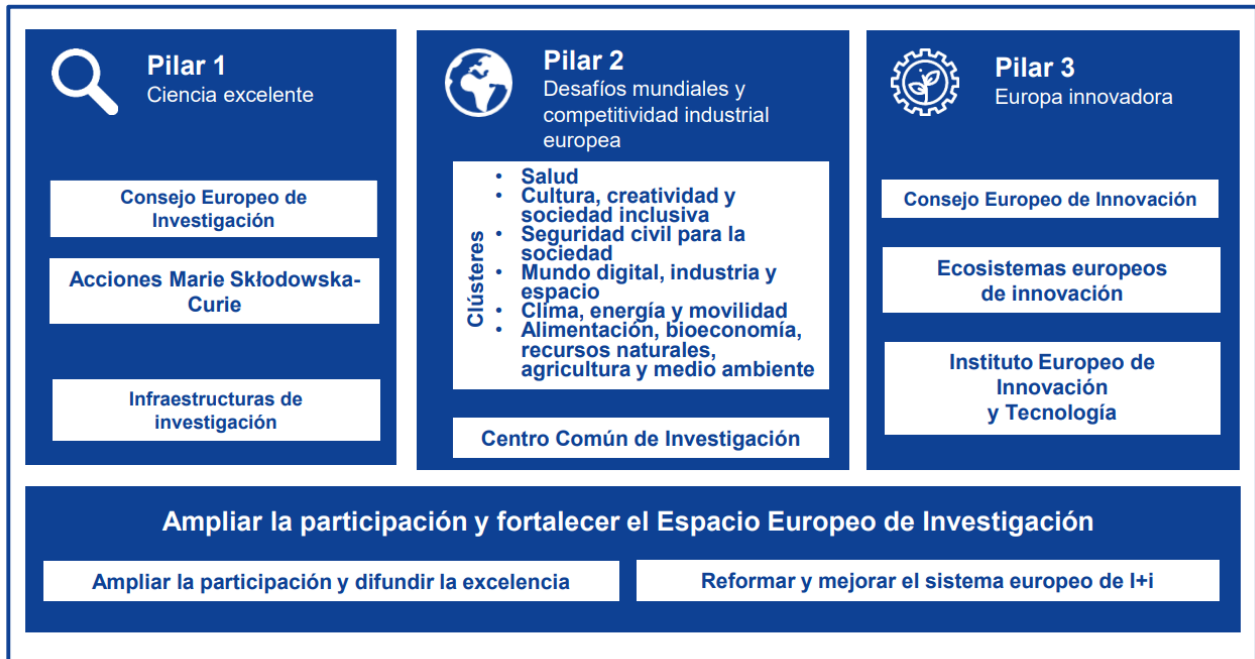 Pilar 1
Ciencia excelente
Consejo Europeo de
Investigación
Acciones Marie Skłodowska-
Curie
Infraestructuras de
investigación
Pilar 2
Desafíos mundiales y
competitividad industrial
europea
Clústeres
• Salud
• Cultura, creatividad y
sociedad inclusiva
• Seguridad civil para la
sociedad
• Mundo digital, industria y
espacio
• Clima, energía y movilidad
• Alimentación, bioeconomía,
recursos naturales,
agricultura y medio ambiente
Centro Común de Investigación
Pilar 3
Europa innovadora
Consejo Europeo de Innovación
Ecosistemas europeos
de innovación
Instituto Europeo de
Innovación
y Tecnología
Ampliar la participación y fortalecer el Espacio Europeo de Investigación
Ampliar la participación y difundir la excelencia
Reformar y mejorar el sistema europeo de I+i